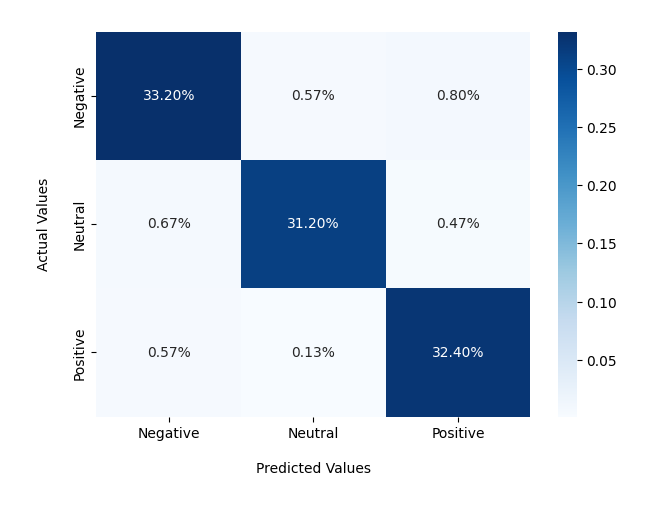 Actual Values
Negative
Neutral
Positive
33.20% 0.57% 0.80%
0.67% 31.20% 0.47%
0.57% 0.13% 32.40%
Negative Neutral Positive
Predicted Values
0.30
0.25
0.20
0.15
0.10
0.05